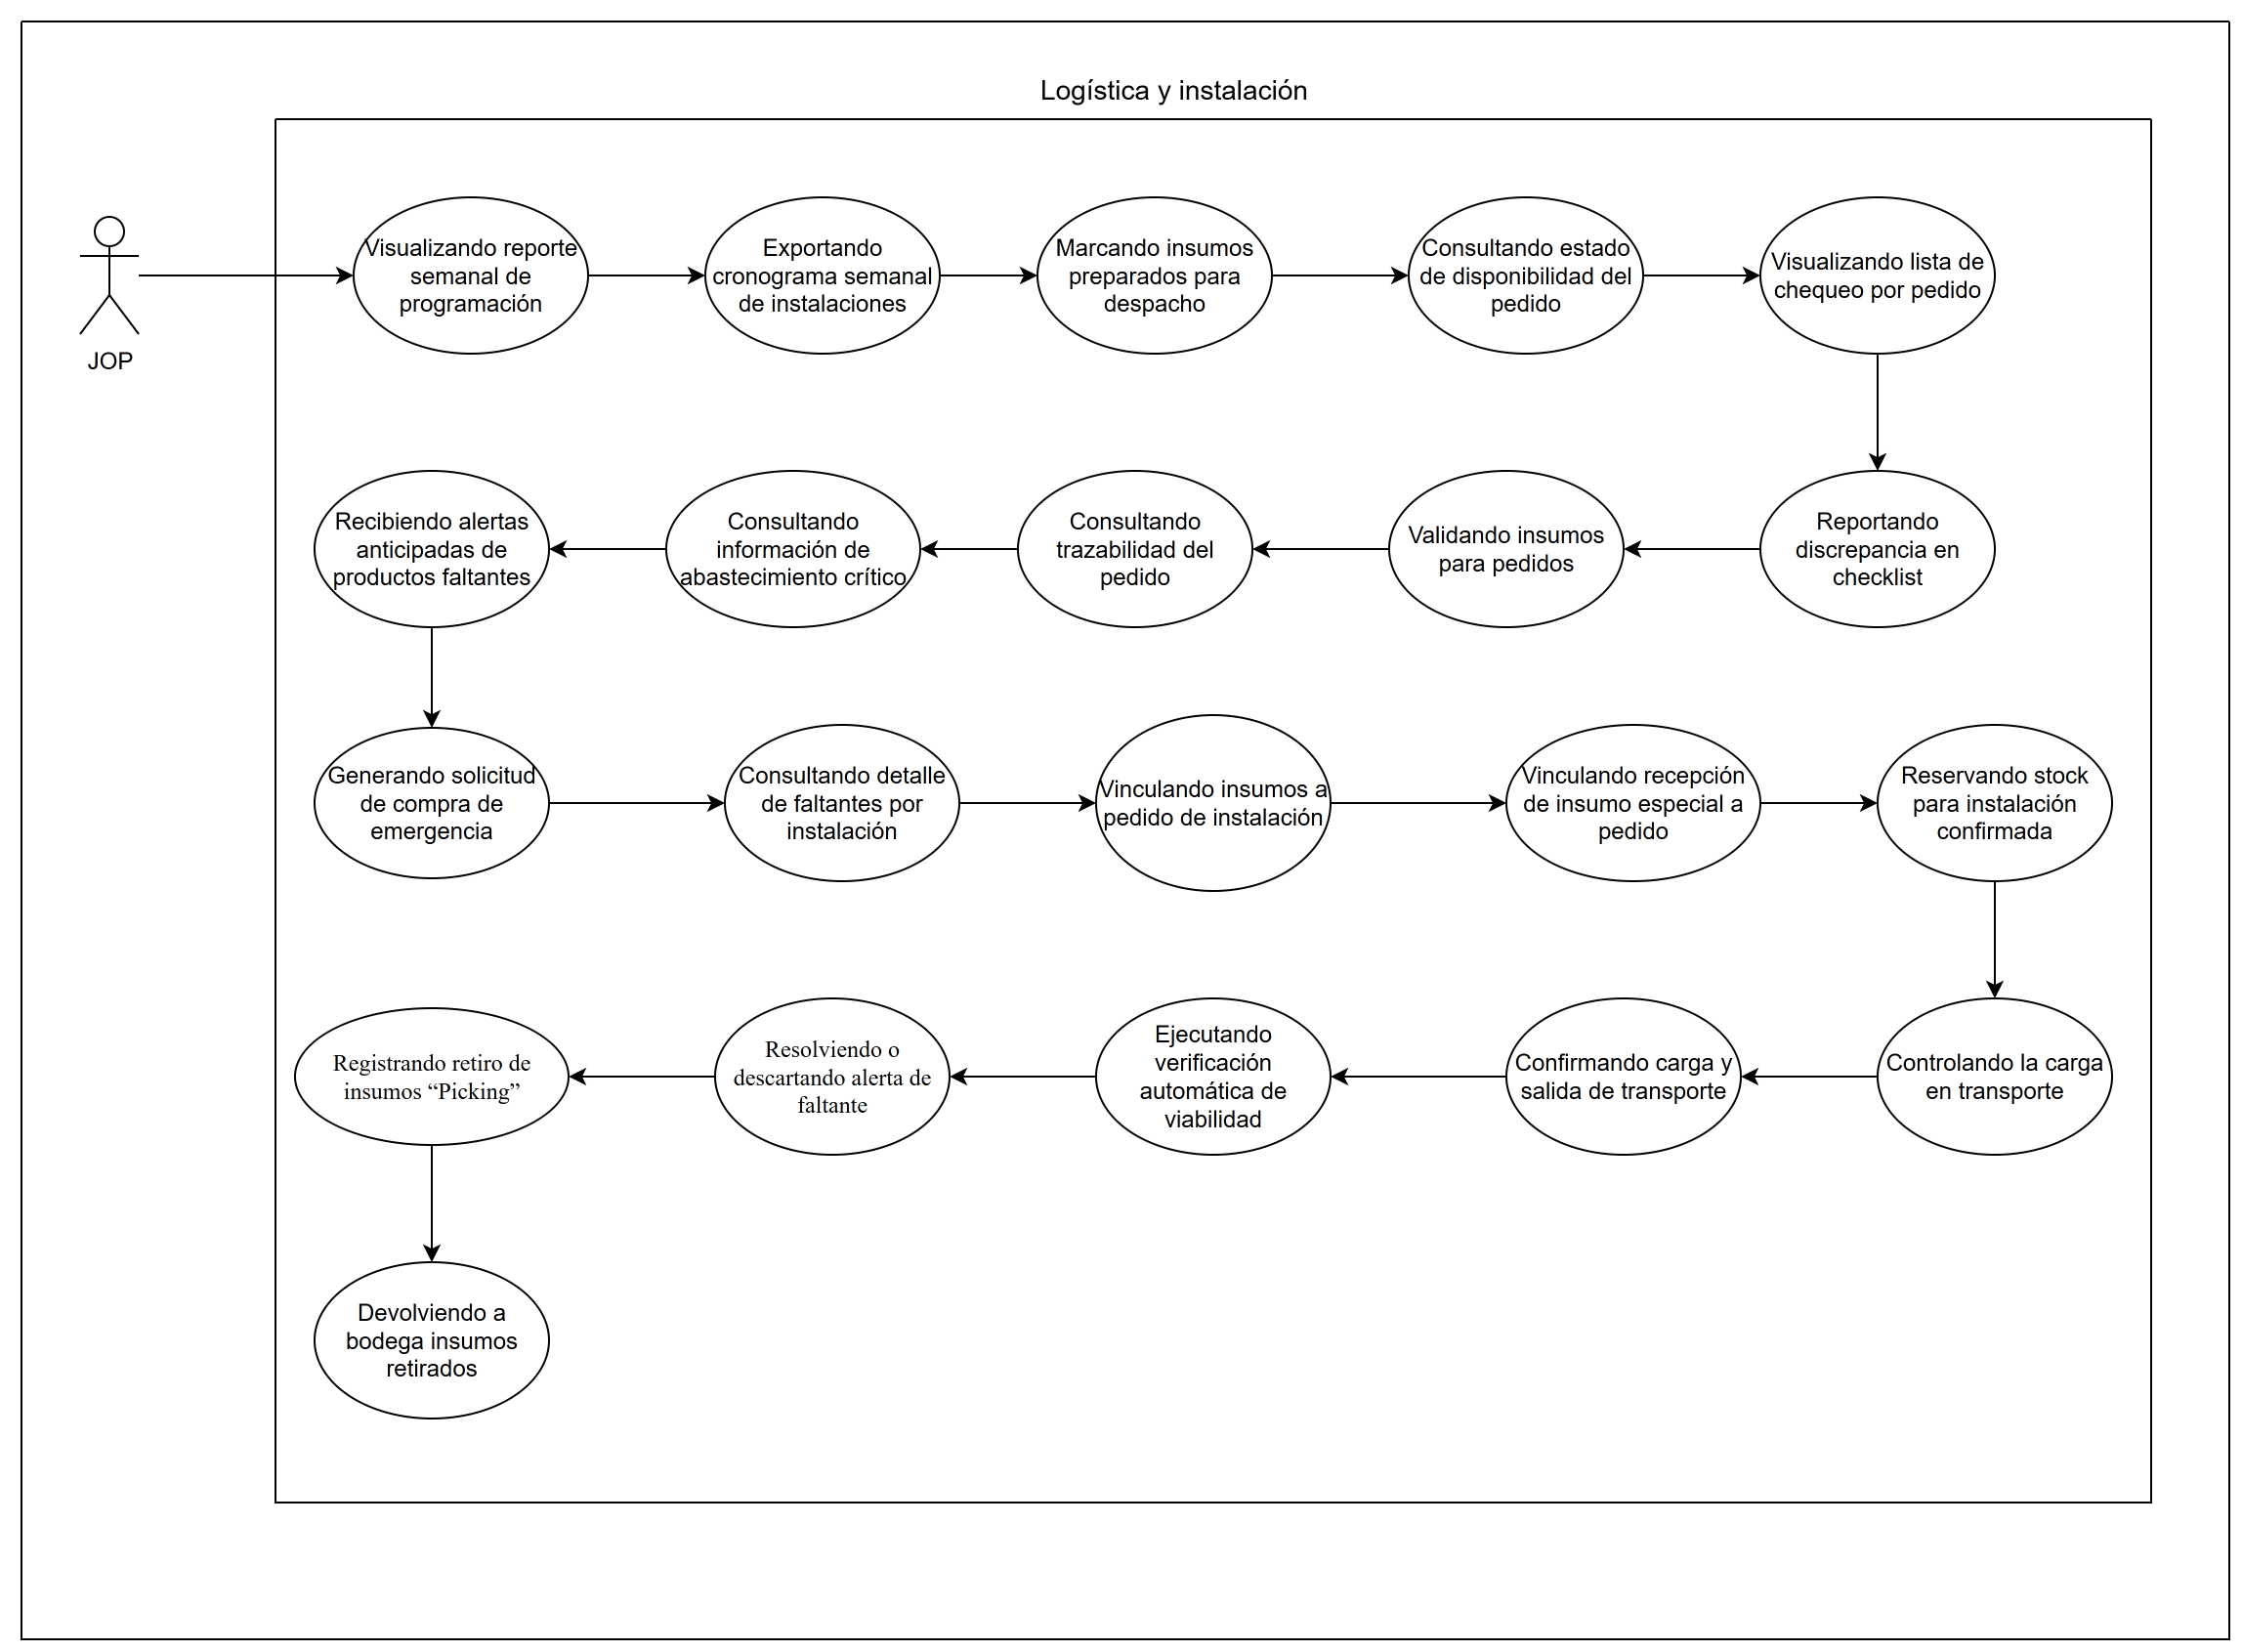 Logística y instalación
JOP
Visualizando reporte
semanal de
programación
Exportando
cronograma semanal
de instalaciones
Marcando insumos
preparados para
despacho
Consultando estado
de disponibilidad del
pedido
Visualizando lista de
chequeo por pedido
Reportando
discrepancia en
checklist
Validando insumos
para pedidos
Consultando
trazabilidad del
pedido
Consultando
información de
abastecimiento crítico
Recibiendo alertas
anticipadas de
productos faltantes
Generando solicitud
de compra de
emergencia
Consultando detalle
de faltantes por
instalación
Vinculando insumos a
pedido de instalación
Vinculando recepción
de insumo especial a
pedido
Reservando stock
para instalación
confirmada
Controlando la carga
en transporte
Confirmando carga y
salida de transporte
Ejecutando
verificación
automática de
viabilidad
Resolviendo o
descartando alerta de
faltante
Registrando retiro de
insumos “Picking”
Devolviendo a
bodega insumos
retirados